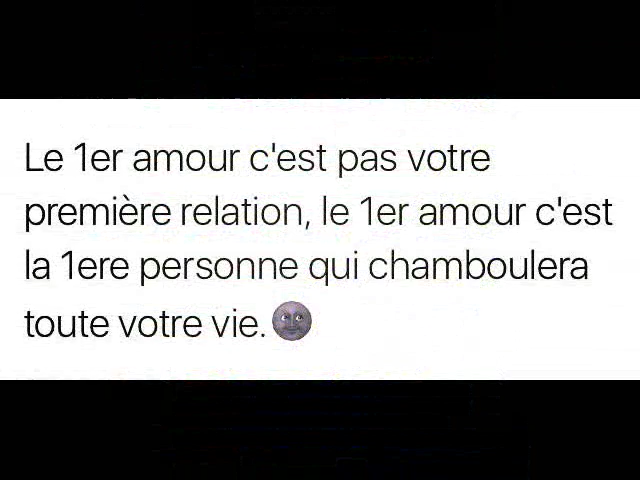 Le 1er amour c'est pas votre
première relation, le 1er amour c'est
la 1ere personne qui chamboulera
toute votre vie.🌚